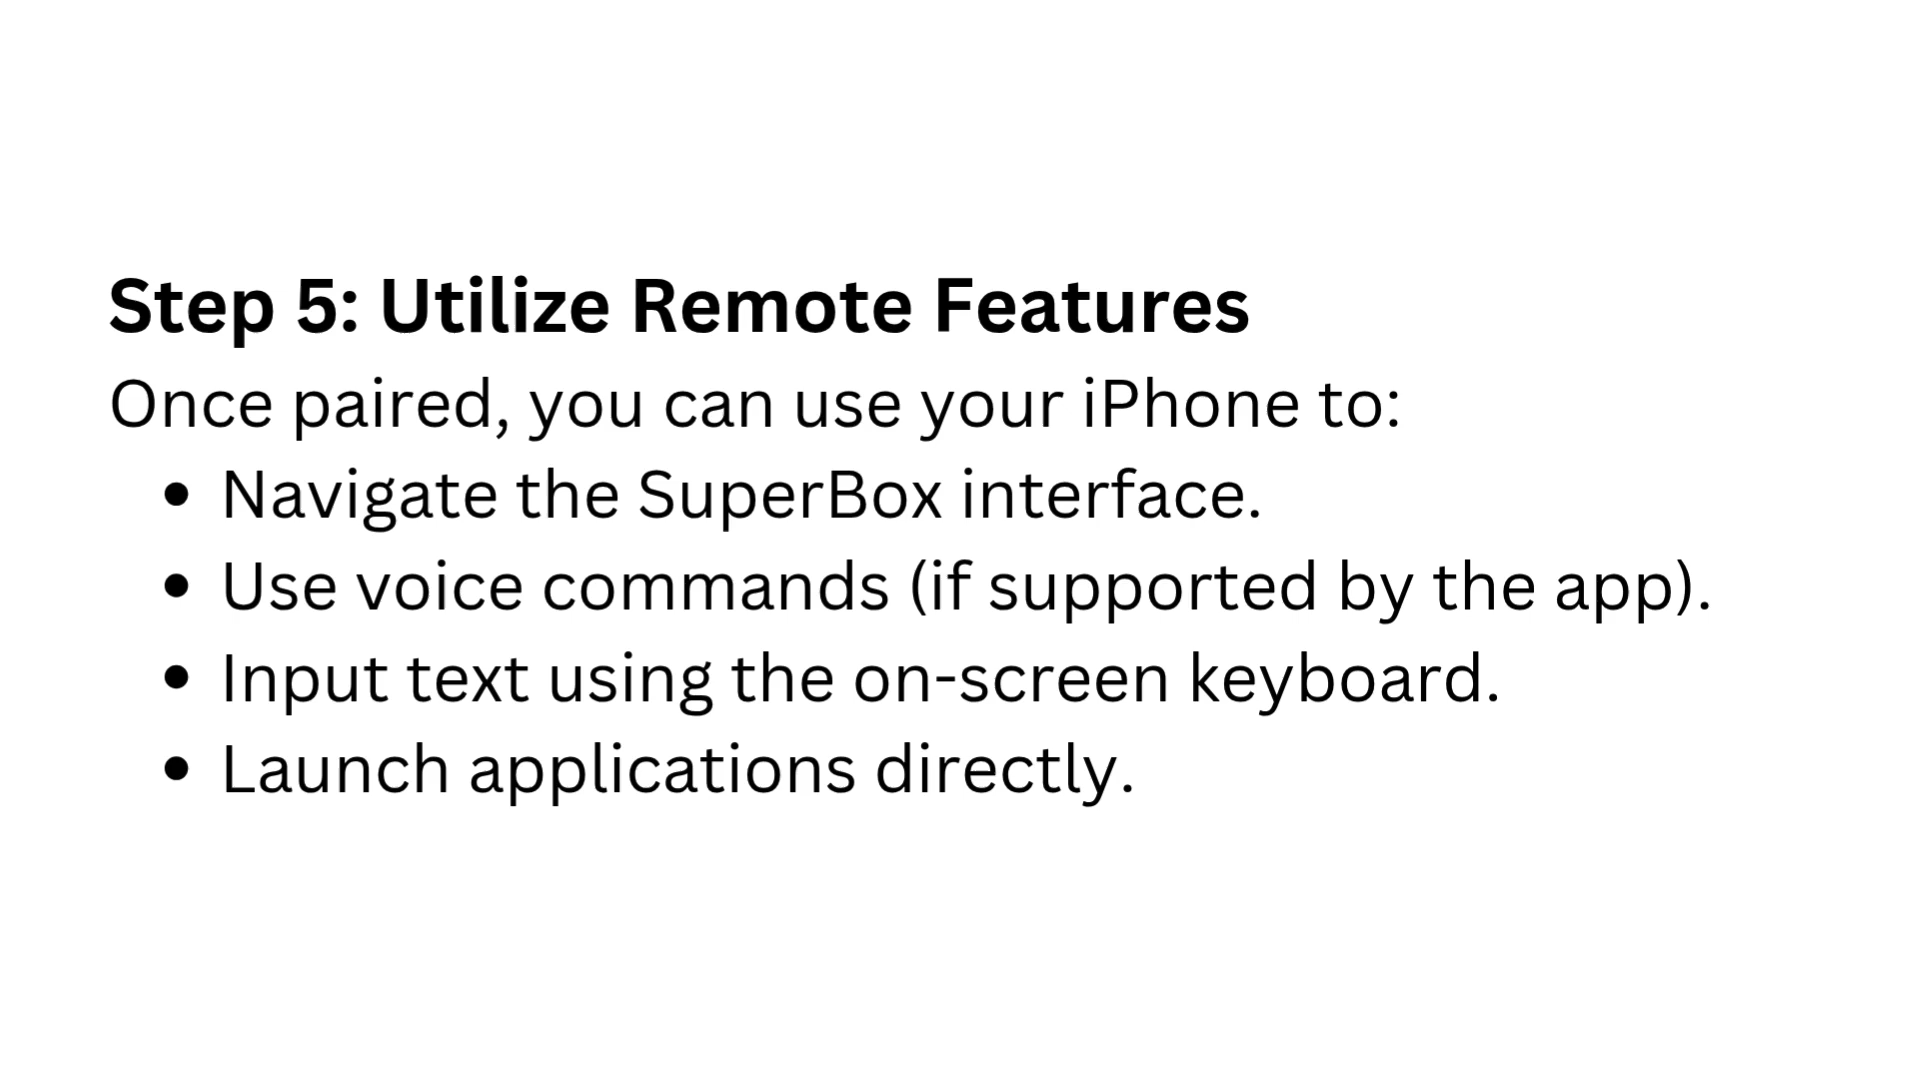 Step 5: Utilize Remote Features
Once paired, you can use your iPhone to:
• Navigate the SuperBox interface.
• Use voice commands (if supported by the app).
• Input text using the on-screen keyboard.
• Launch applications directly.